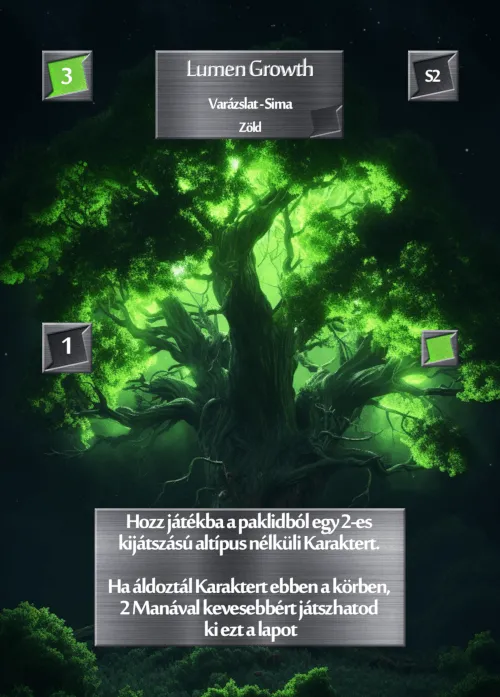 3
Lumen Growth
S2
Varázslat - Sima
Zöld
1
Hozz játékba a paklidból egy 2-es
kijátszású altípus nélküli Karaktert.
Ha áldoztál Karaktert ebben a körben,
2 Manával kevesebbért játszhatod
ki ezt a lapot